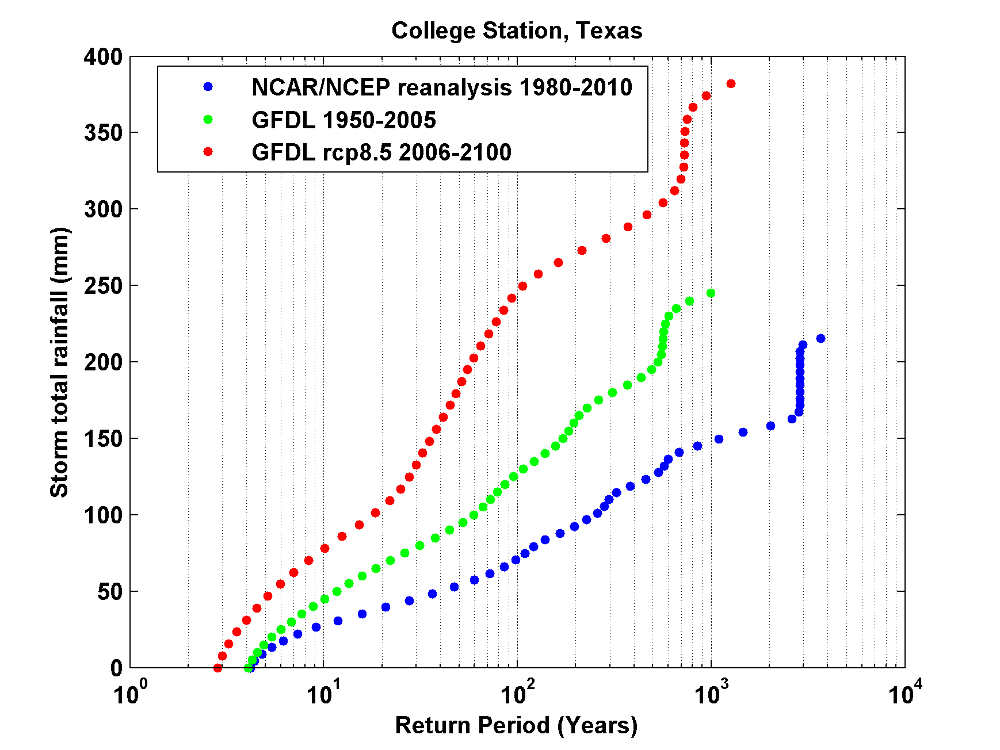 College Station, Texas
400
350
300
250
200
150
100
50
0
Storm total rainfall (mm)
NCAR/NCEP reanalysis 1980-2010
GFDL 1950-2005
GFDL rcp8.5 2006-2100
10^0 10^1 10^2 10^3 10^4
Return Period (Years)